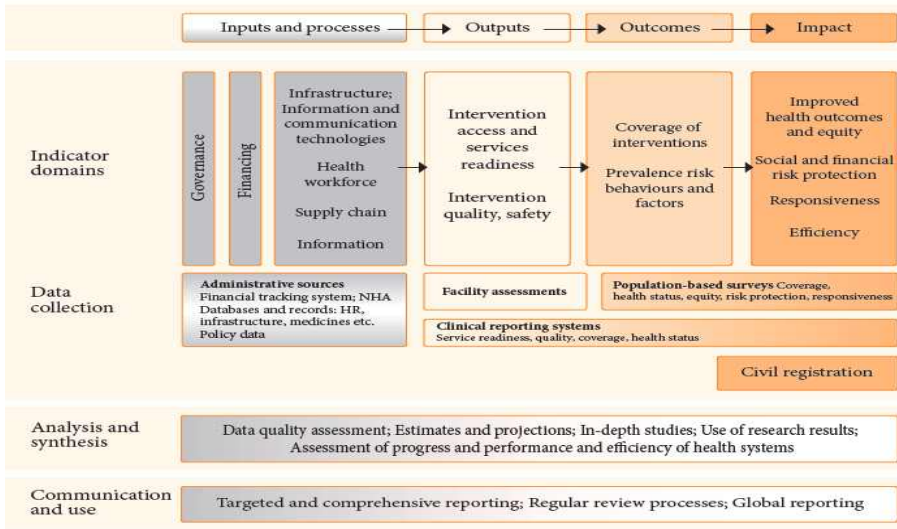 Inputs and processes
Outputs
Outcomes
Impact
Indicator
domains
Governance
Financing
Infrastructure;
Information and
communication
technologies
Health
workforce
Supply chain
Information
Intervention
access and
services
readiness
Intervention
quality, safety
Coverage of
interventions
Prevalence risk
behaviours and
factors
Improved
health outcomes
and equity
Social and financial
risk protection
Responsiveness
Efficiency
Data
collection
Administrative sources
Financial tracking system; NHA
Databases and records: HR,
infrastructure, medicines etc.
Policy data
Facility assessments
Population-based surveys Coverage,
health status, equity, risk protection, responsiveness
Clinical reporting systems
Service readiness, quality, coverage, health status
Civil registration
Analysis and
synthesis
Data quality assessment; Estimates and projections; In-depth studies; Use of research results;
Assessment of progress and performance and efficiency of health systems
Communication
and use
Targeted and comprehensive reporting; Regular review processes; Global reporting